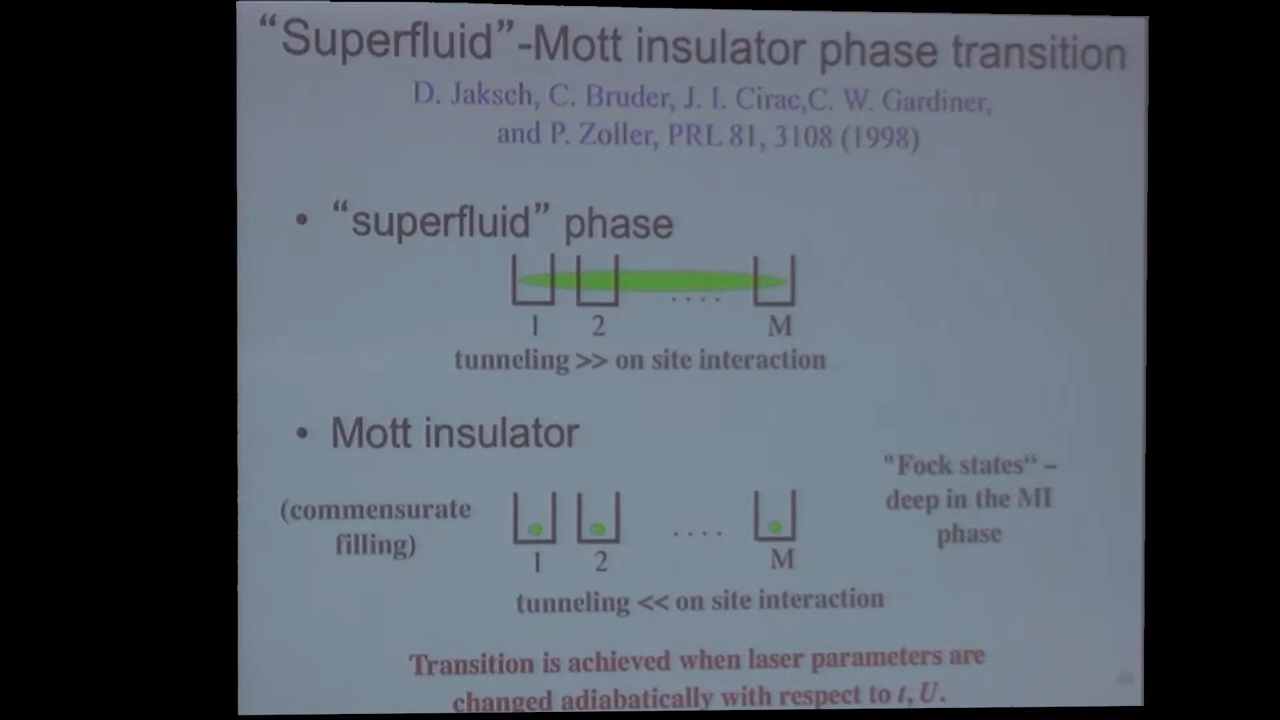 “Superfluid”-Mott insulator phase transition
D. Jaksch, C. Bruder, J. I. Cirac,C. W. Gardiner,
and P. Zoller, PRL 81, 3108 (1998)
• “superfluid” phase
....
1 2 M
tunneling >> on site interaction
• Mott insulator
"Fock states“ –
deep in the MI
phase
(commensurate
filling)
....
1 2 M
tunneling << on site interaction
Transition is achieved when laser parameters are
changed adiabatically with respect to t, U.